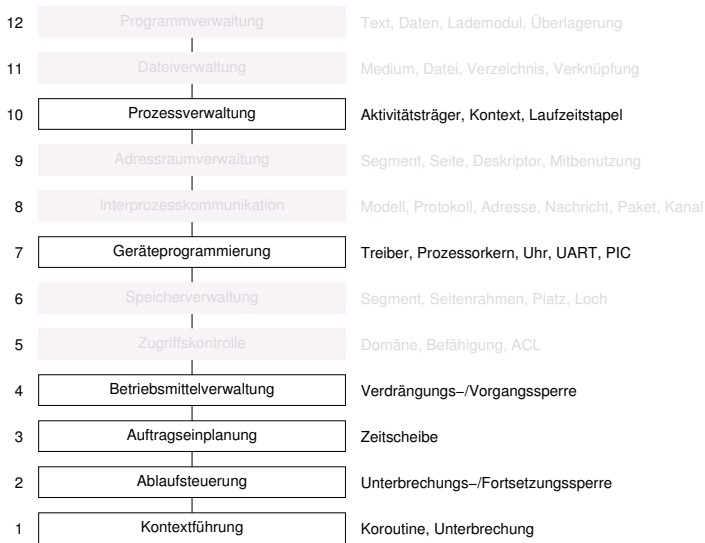 12 Programmverwaltung Text, Daten, Lademodul, Überlagerung
11 Dateiverwaltung Medium, Datei, Verzeichnis, Verknüpfung
10 Prozessverwaltung Aktivitätsträger, Kontext, Laufzeitstapel
9 Adressraumverwaltung Segment, Seite, Deskriptor, Mitbenutzung
8 Interprozesskommunikation Modell, Protokoll, Adresse, Nachricht, Paket, Kanal
7 Geräteprogrammierung Treiber, Prozessorkern, Uhr, UART, PIC
6 Speicherverwaltung Segment, Seitenrahmen, Platz, Loch
5 Zugriffskontrolle Domäne, Befähigung, ACL
4 Betriebsmittelverwaltung Verdrängungs−/Vorgangssperre
3 Auftragseinplanung Zeitscheibe
2 Ablaufsteuerung Unterbrechungs−/Fortsetzungssperre
1 Kontextführung Koroutine, Unterbrechung